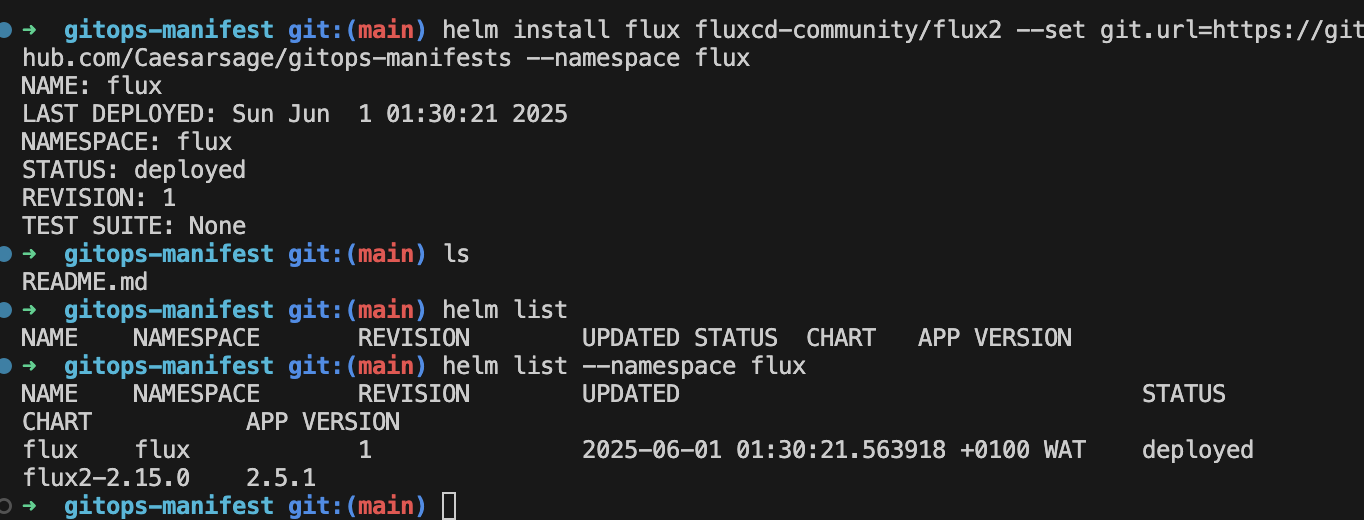 ➜  gitops-manifest git:(main) helm install flux fluxcd-community/flux2 --set git.url=https://git
hub.com/Caesarsage/gitops-manifests --namespace flux
NAME: flux
LAST DEPLOYED: Sun Jun  1 01:30:21 2025
NAMESPACE: flux
STATUS: deployed
REVISION: 1
TEST SUITE: None
➜  gitops-manifest git:(main) ls
README.md
➜  gitops-manifest git:(main) helm list
NAME    NAMESPACE       REVISION        UPDATED STATUS  CHART   APP VERSION
➜  gitops-manifest git:(main) helm list --namespace flux
NAME    NAMESPACE       REVISION        UPDATED                                 STATUS
CHART           APP VERSION
flux    flux            1               2025-06-01 01:30:21.563918 +0100 WAT    deployed
flux2-2.15.0    2.5.1
➜  gitops-manifest git:(main)